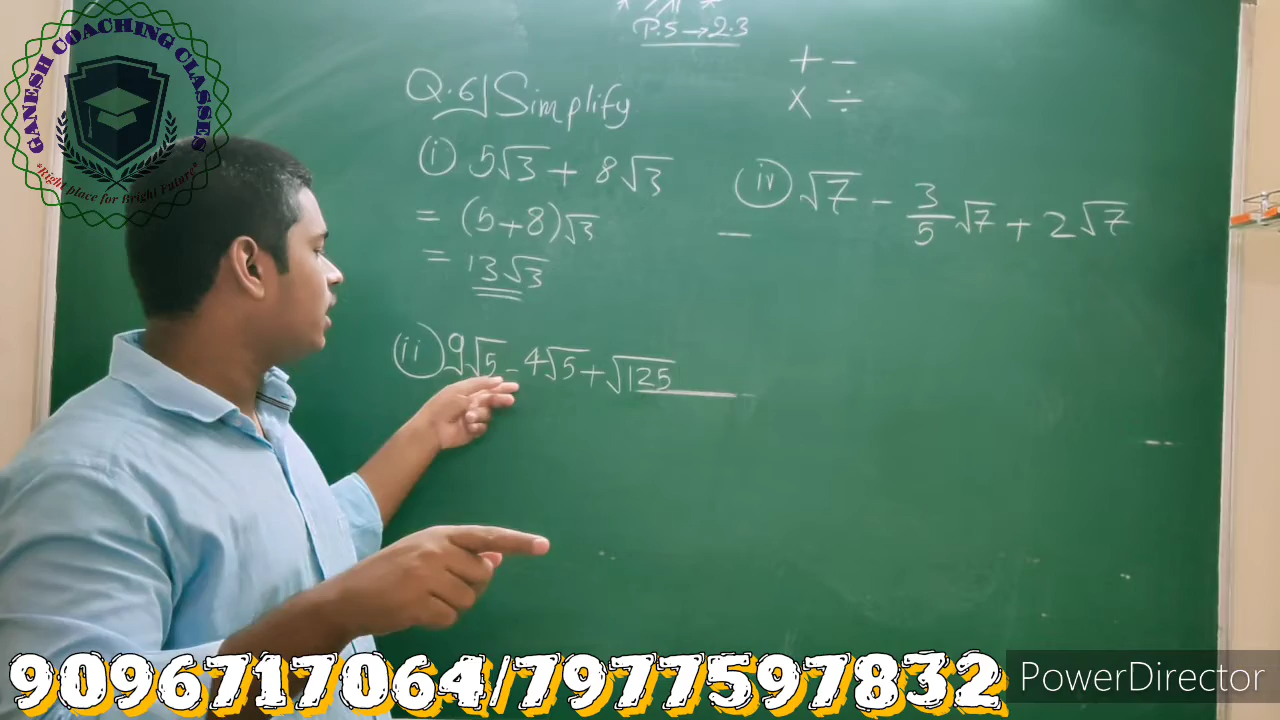 GANESH COACHING CLASSES
"Right place for Bright Future"
P.S → 2.3
+ −
× ÷
Q.6] Simplify
(i) 5√3 + 8√3
= (5+8)√3
= 13√3
(ii) 9√5 - 4√5 + √125
(iv) √7 − 3/5 √7 + 2√7
9096717064/7977597832
PowerDirector